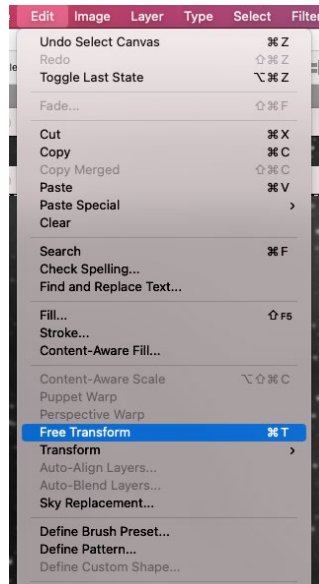 Edit Image Layer Type Select Filter
Undo Select Canvas ⌘ Z
Redo ⇧ ⌘ Z
Toggle Last State ⌥ ⌘ Z
Fade... ⇧ ⌘ F
Cut ⌘ X
Copy ⌘ C
Copy Merged ⇧ ⌘ C
Paste ⌘ V
Paste Special >
Clear
Search ⌘ F
Check Spelling...
Find and Replace Text...
Fill... ⇧ F5
Stroke...
Content-Aware Fill...
Content-Aware Scale ⌥ ⇧ ⌘ C
Puppet Warp
Perspective Warp
Free Transform ⌘ T
Transform >
Auto-Align Layers...
Auto-Blend Layers...
Sky Replacement...
Define Brush Preset...
Define Pattern...
Define Custom Shape...